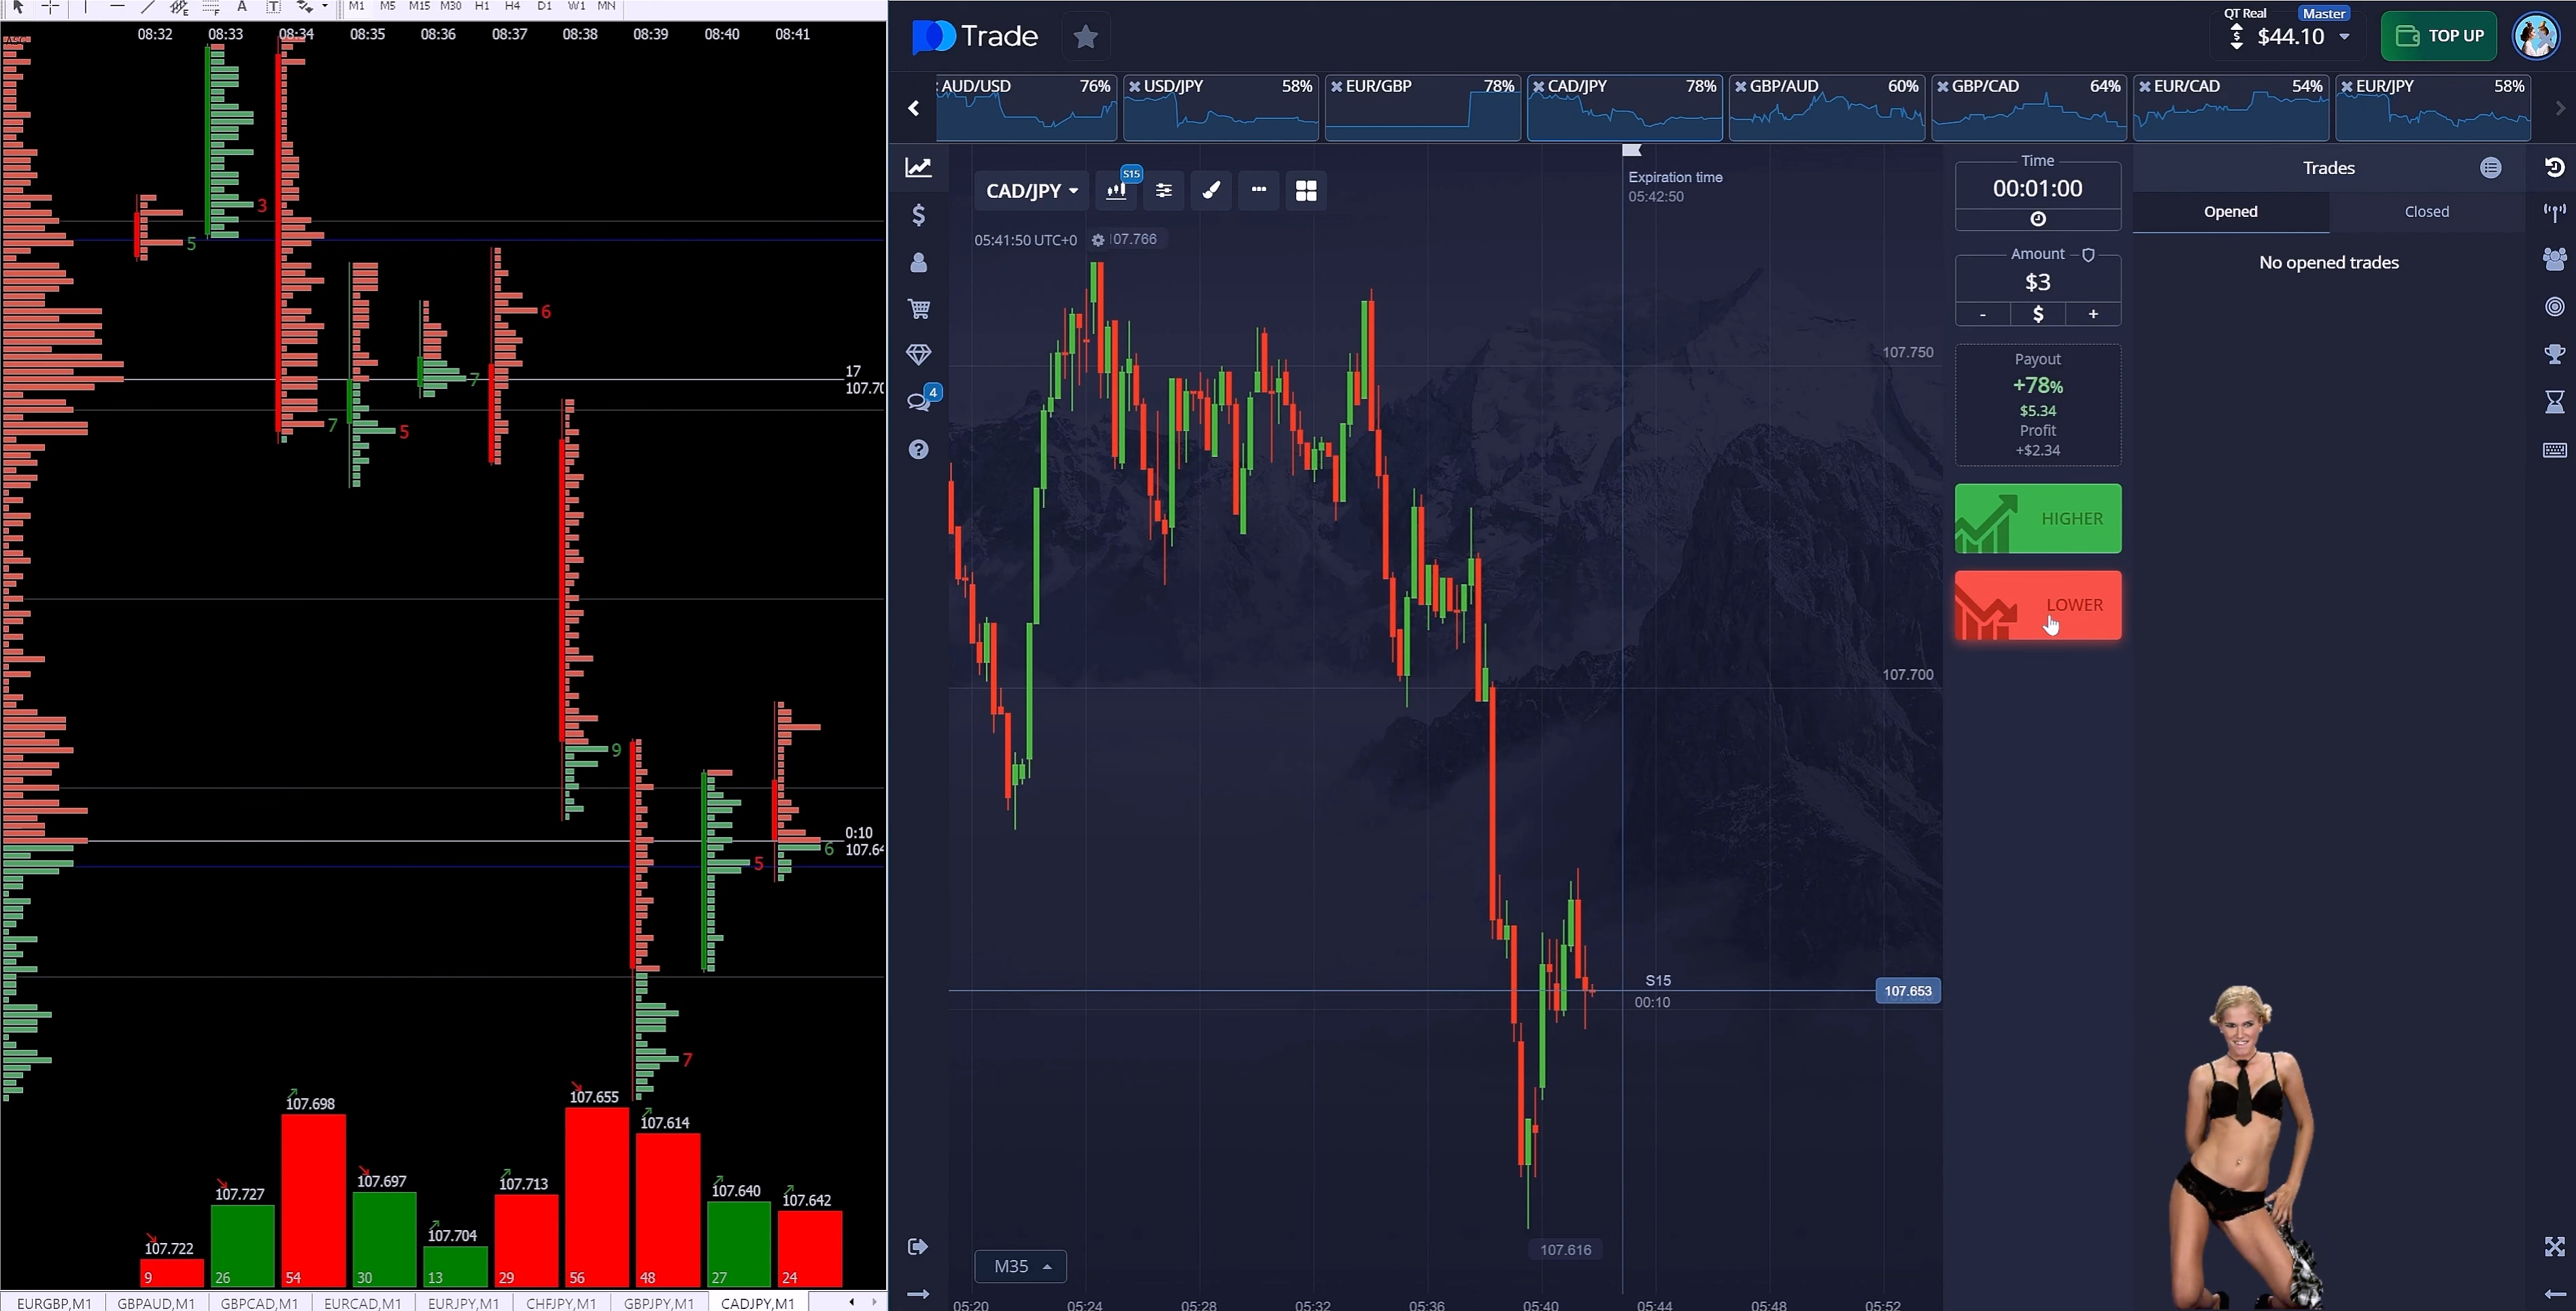 M1 M5 M15 M30 H1 H4 D1 W1 MN
08:32 08:33 08:34 08:35 08:36 08:37 08:38 08:39 08:40 08:41
3
5
6
17
7
107.70
7
5
9
0:10
6
107.64
5
7
107.655
107.698
107.614
107.713
107.697
107.640
107.727
107.642
107.704
107.722
9 26 54 30 13 29 56 48 27 24
EURGBP,M1 GBPAUD,M1 GBPCAD,M1 EURCAD,M1 EURJPY,M1 CHFJPY,M1 GBPJPY,M1 CADJPY,M1
Trade
QT Real Master
$44.10
TOP UP
AUD/USD 76%
USD/JPY 58%
EUR/GBP 78%
CAD/JPY 78%
GBP/AUD 60%
GBP/CAD 64%
EUR/CAD 54%
EUR/JPY 58%
4
CAD/JPY
S15
05:41:50 UTC+0
107.766
Expiration time
05:42:50
107.750
107.700
S15
00:10
107.653
107.616
M35
05:20 05:24 05:28 05:32 05:36 05:40 05:44 05:48 05:52
Time
00:01:00
Amount
$3
- $ +
Payout
+78%
$5.34
Profit
+$2.34
HIGHER
LOWER
Trades
Opened Closed
No opened trades